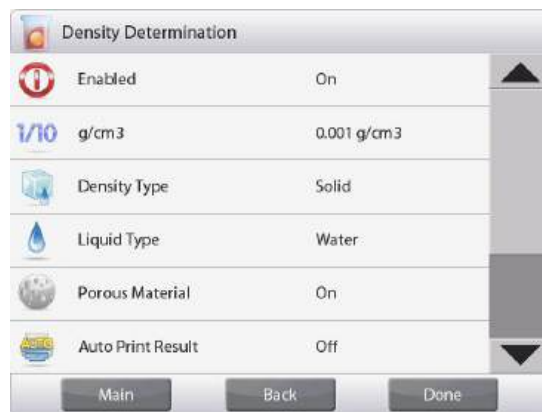 Density Determination
Enabled On
1/10 g/cm3 0.001 g/cm3
Density Type Solid
Liquid Type Water
Porous Material On
AUTO Auto Print Result Off
Main Back Done